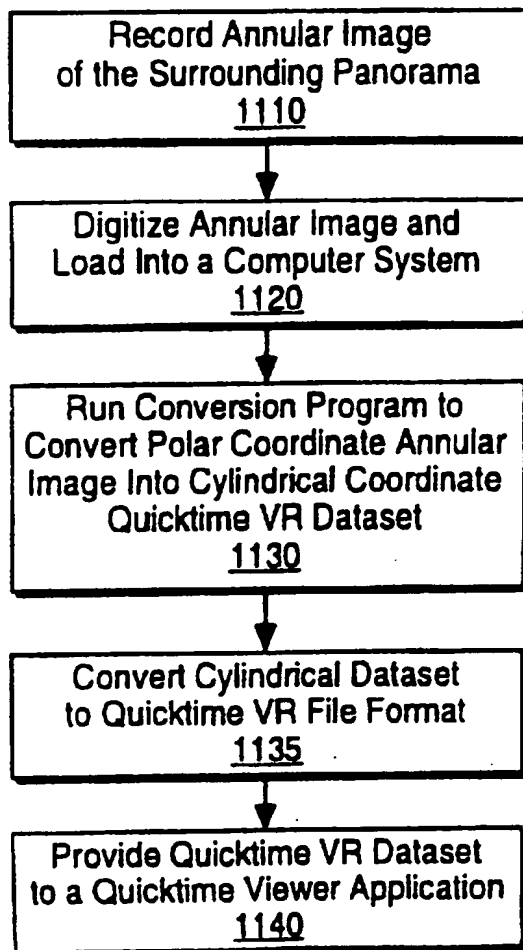 Record Annular Image
of the Surrounding Panorama
1110
Digitize Annular Image and
Load Into a Computer System
1120
Run Conversion Program to
Convert Polar Coordinate Annular
Image Into Cylindrical Coordinate
Quicktime VR Dataset
1130
Convert Cylindrical Dataset
to Quicktime VR File Format
1135
Provide Quicktime VR Dataset
to a Quicktime Viewer Application
1140